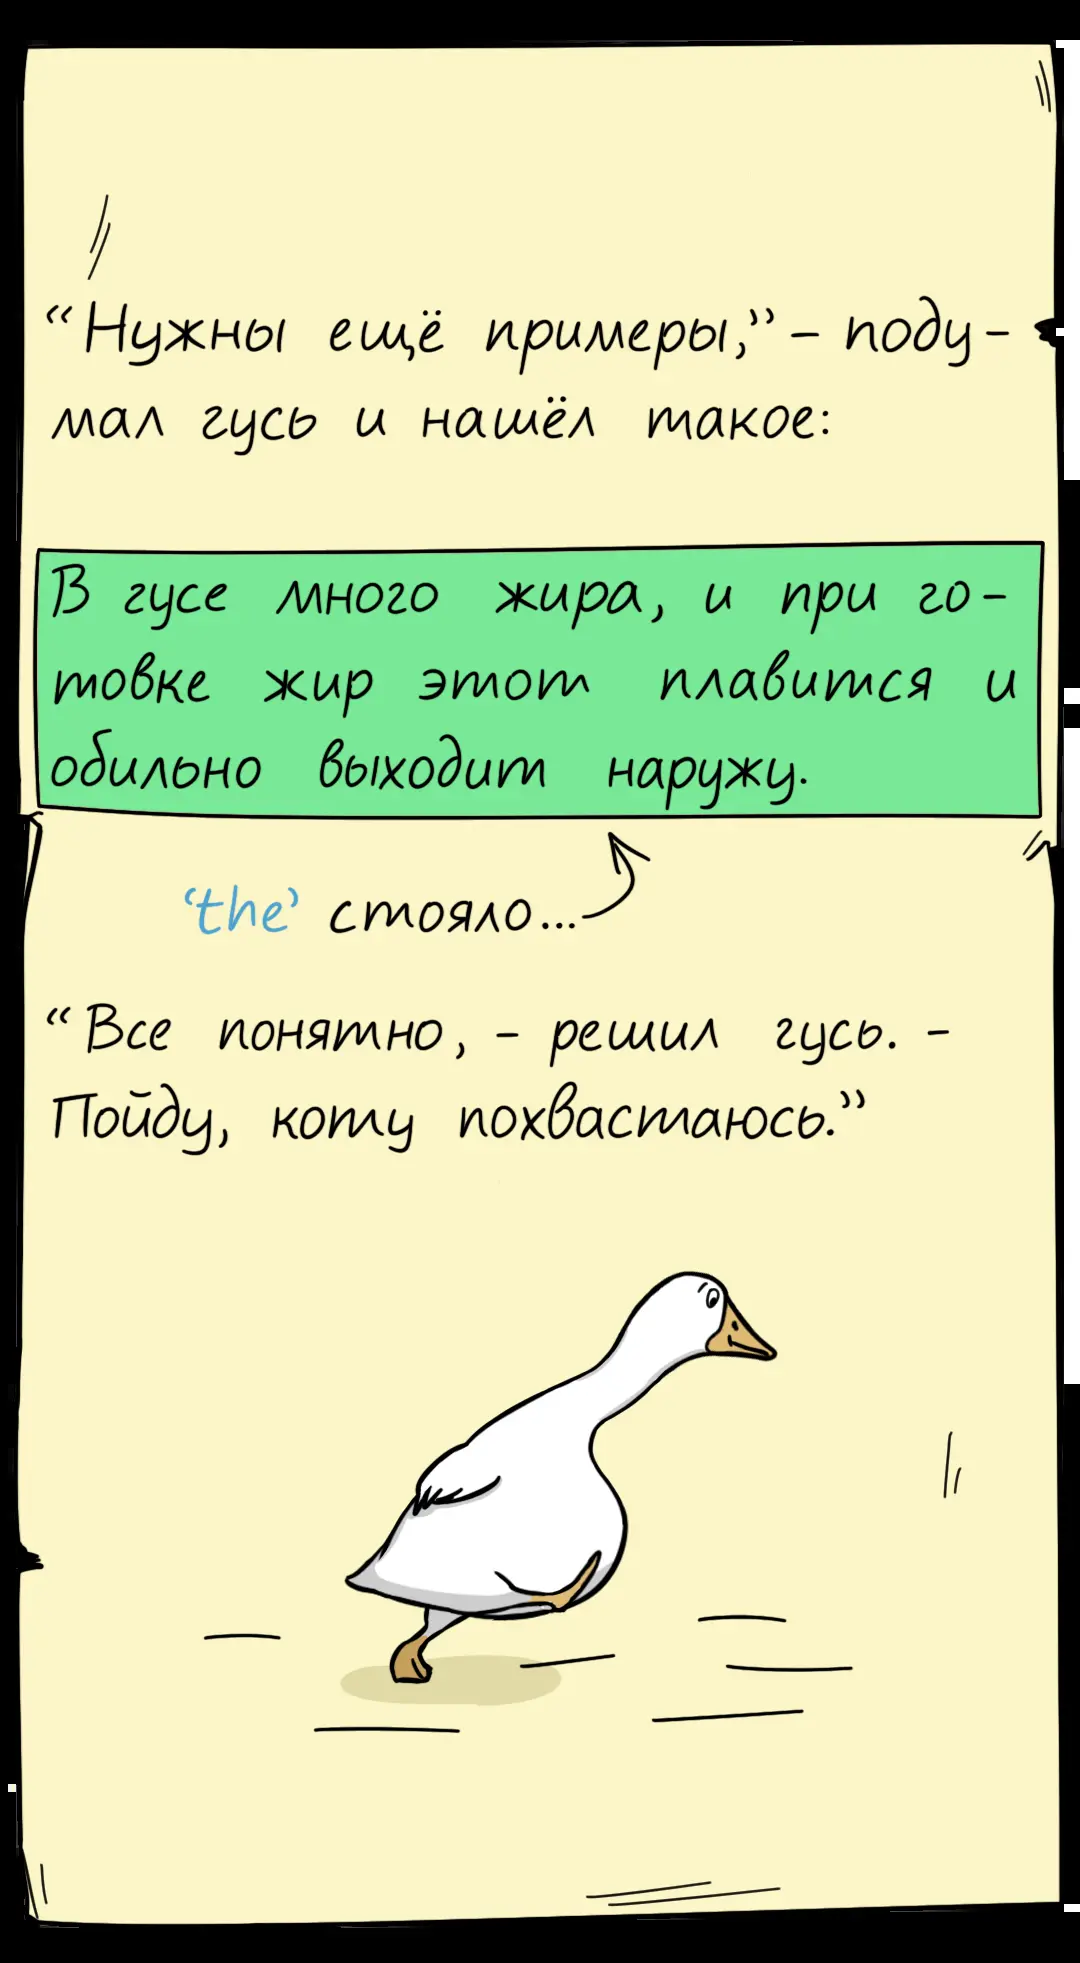 “Нужны ещё примеры,” – поду-
мал гусь и нашёл такое:
В гусе много жира, и при го-
товке жир этот плавится и
обильно выходит наружу.
‘the’ стояло...
“Все понятно, – решил гусь. –
Пойду, коту похвастаюсь.”